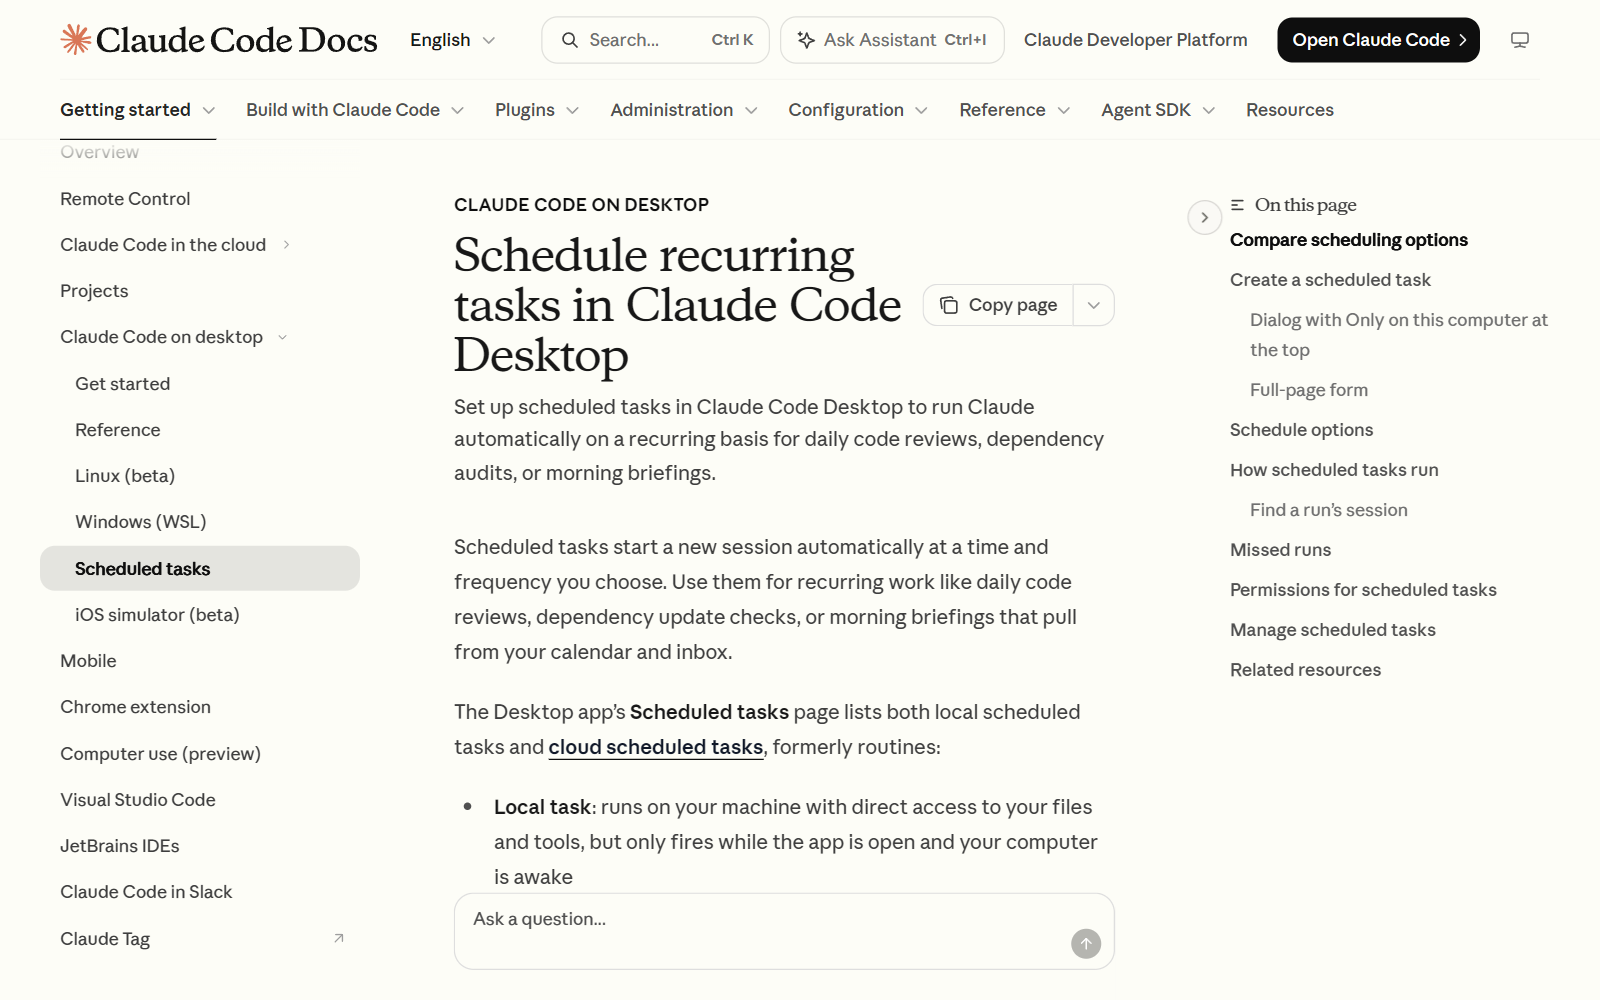 Claude Code Docs
English
Search...
Ctrl K
Ask Assistant
Ctrl+I
Claude Developer Platform
Open Claude Code
Getting started
Build with Claude Code
Plugins
Administration
Configuration
Reference
Agent SDK
Resources
Overview
Remote Control
Claude Code in the cloud
Projects
Claude Code on desktop
Get started
Reference
Linux (beta)
Windows (WSL)
Scheduled tasks
iOS simulator (beta)
Mobile
Chrome extension
Computer use (preview)
Visual Studio Code
JetBrains IDEs
Claude Code in Slack
Claude Tag
CLAUDE CODE ON DESKTOP
Schedule recurring
tasks in Claude Code
Desktop
Copy page
Set up scheduled tasks in Claude Code Desktop to run Claude
automatically on a recurring basis for daily code reviews, dependency
audits, or morning briefings.
Scheduled tasks start a new session automatically at a time and
frequency you choose. Use them for recurring work like daily code
reviews, dependency update checks, or morning briefings that pull
from your calendar and inbox.
The Desktop app’s Scheduled tasks page lists both local scheduled
tasks and cloud scheduled tasks, formerly routines:
• Local task: runs on your machine with direct access to your files
and tools, but only fires while the app is open and your computer
is awake
Ask a question...
On this page
Compare scheduling options
Create a scheduled task
Dialog with Only on this computer at
the top
Full-page form
Schedule options
How scheduled tasks run
Find a run’s session
Missed runs
Permissions for scheduled tasks
Manage scheduled tasks
Related resources